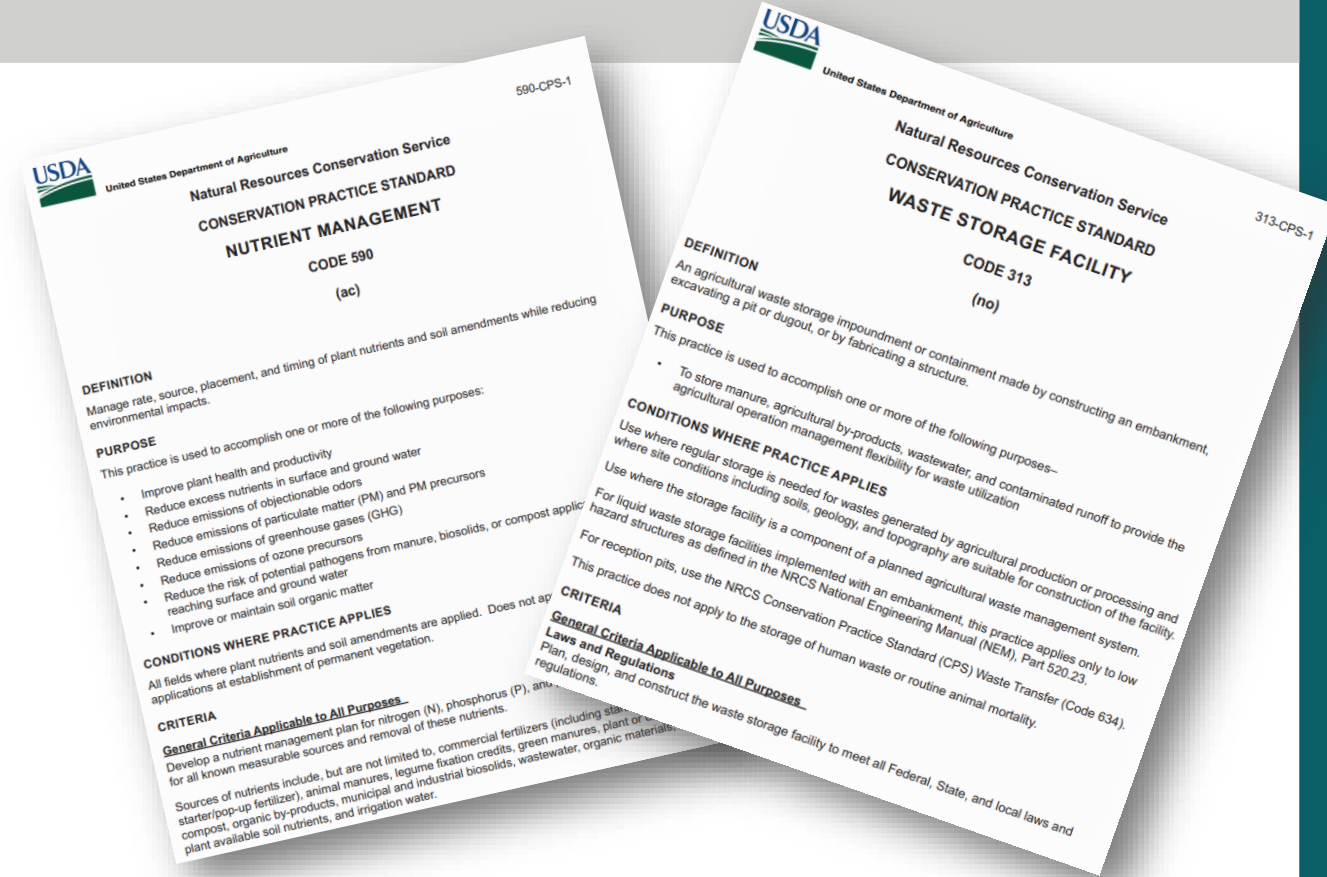 590-CPS-1
USDA
United States Department of Agriculture
Natural Resources Conservation Service
CONSERVATION PRACTICE STANDARD
NUTRIENT MANAGEMENT
CODE 590
(ac)
DEFINITION
Manage rate, source, placement, and timing of plant nutrients and soil amendments while reducing
environmental impacts.
PURPOSE
This practice is used to accomplish one or more of the following purposes:
• Improve plant health and productivity
• Reduce excess nutrients in surface and ground water
• Reduce emissions of objectionable odors
• Reduce emissions of particulate matter (PM) and PM precursors
• Reduce emissions of greenhouse gases (GHG)
• Reduce emissions of ozone precursors
• Reduce the risk of potential pathogens from manure, biosolids, or compost
reaching surface and ground water
• Improve or maintain soil organic matter
CONDITIONS WHERE PRACTICE APPLIES
All fields where plant nutrients and soil amendments are applied. Does not
applications at establishment of permanent vegetation.
CRITERIA
General Criteria Applicable to All Purposes
Develop a nutrient management plan for nitrogen (N), phosphorus (P), and
for all known measurable sources and removal of these nutrients.
Sources of nutrients include, but are not limited to, commercial fertilizers (including
starter/pop-up fertilizer), animal manures, legume fixation credits, green manures, plant or
compost, organic by-products, municipal and industrial biosolids, wastewater, organic materials,
plant available soil nutrients, and irrigation water.
USDA
United States Department of Agriculture
313-CPS-1
Natural Resources Conservation Service
CONSERVATION PRACTICE STANDARD
WASTE STORAGE FACILITY
CODE 313
(no)
DEFINITION
An agricultural waste storage impoundment or containment made by constructing an embankment,
excavating a pit or dugout, or by fabricating a structure.
PURPOSE
This practice is used to accomplish one or more of the following purposes–
• To store manure, agricultural by-products, wastewater, and contaminated runoff to provide the
agricultural operation management flexibility for waste utilization
CONDITIONS WHERE PRACTICE APPLIES
Use where regular storage is needed for wastes generated by agricultural production or processing and
where site conditions including soils, geology, and topography are suitable for construction of the facility.
Use where the storage facility is a component of a planned agricultural waste management system.
For liquid waste storage facilities implemented with an embankment, this practice applies only to low
hazard structures as defined in the NRCS National Engineering Manual (NEM), Part 520.23.
For reception pits, use the NRCS Conservation Practice Standard (CPS) Waste Transfer (Code 634).
This practice does not apply to the storage of human waste or routine animal mortality.
CRITERIA
General Criteria Applicable to All Purposes
Laws and Regulations
Plan, design, and construct the waste storage facility to meet all Federal, State, and local laws and
regulations.